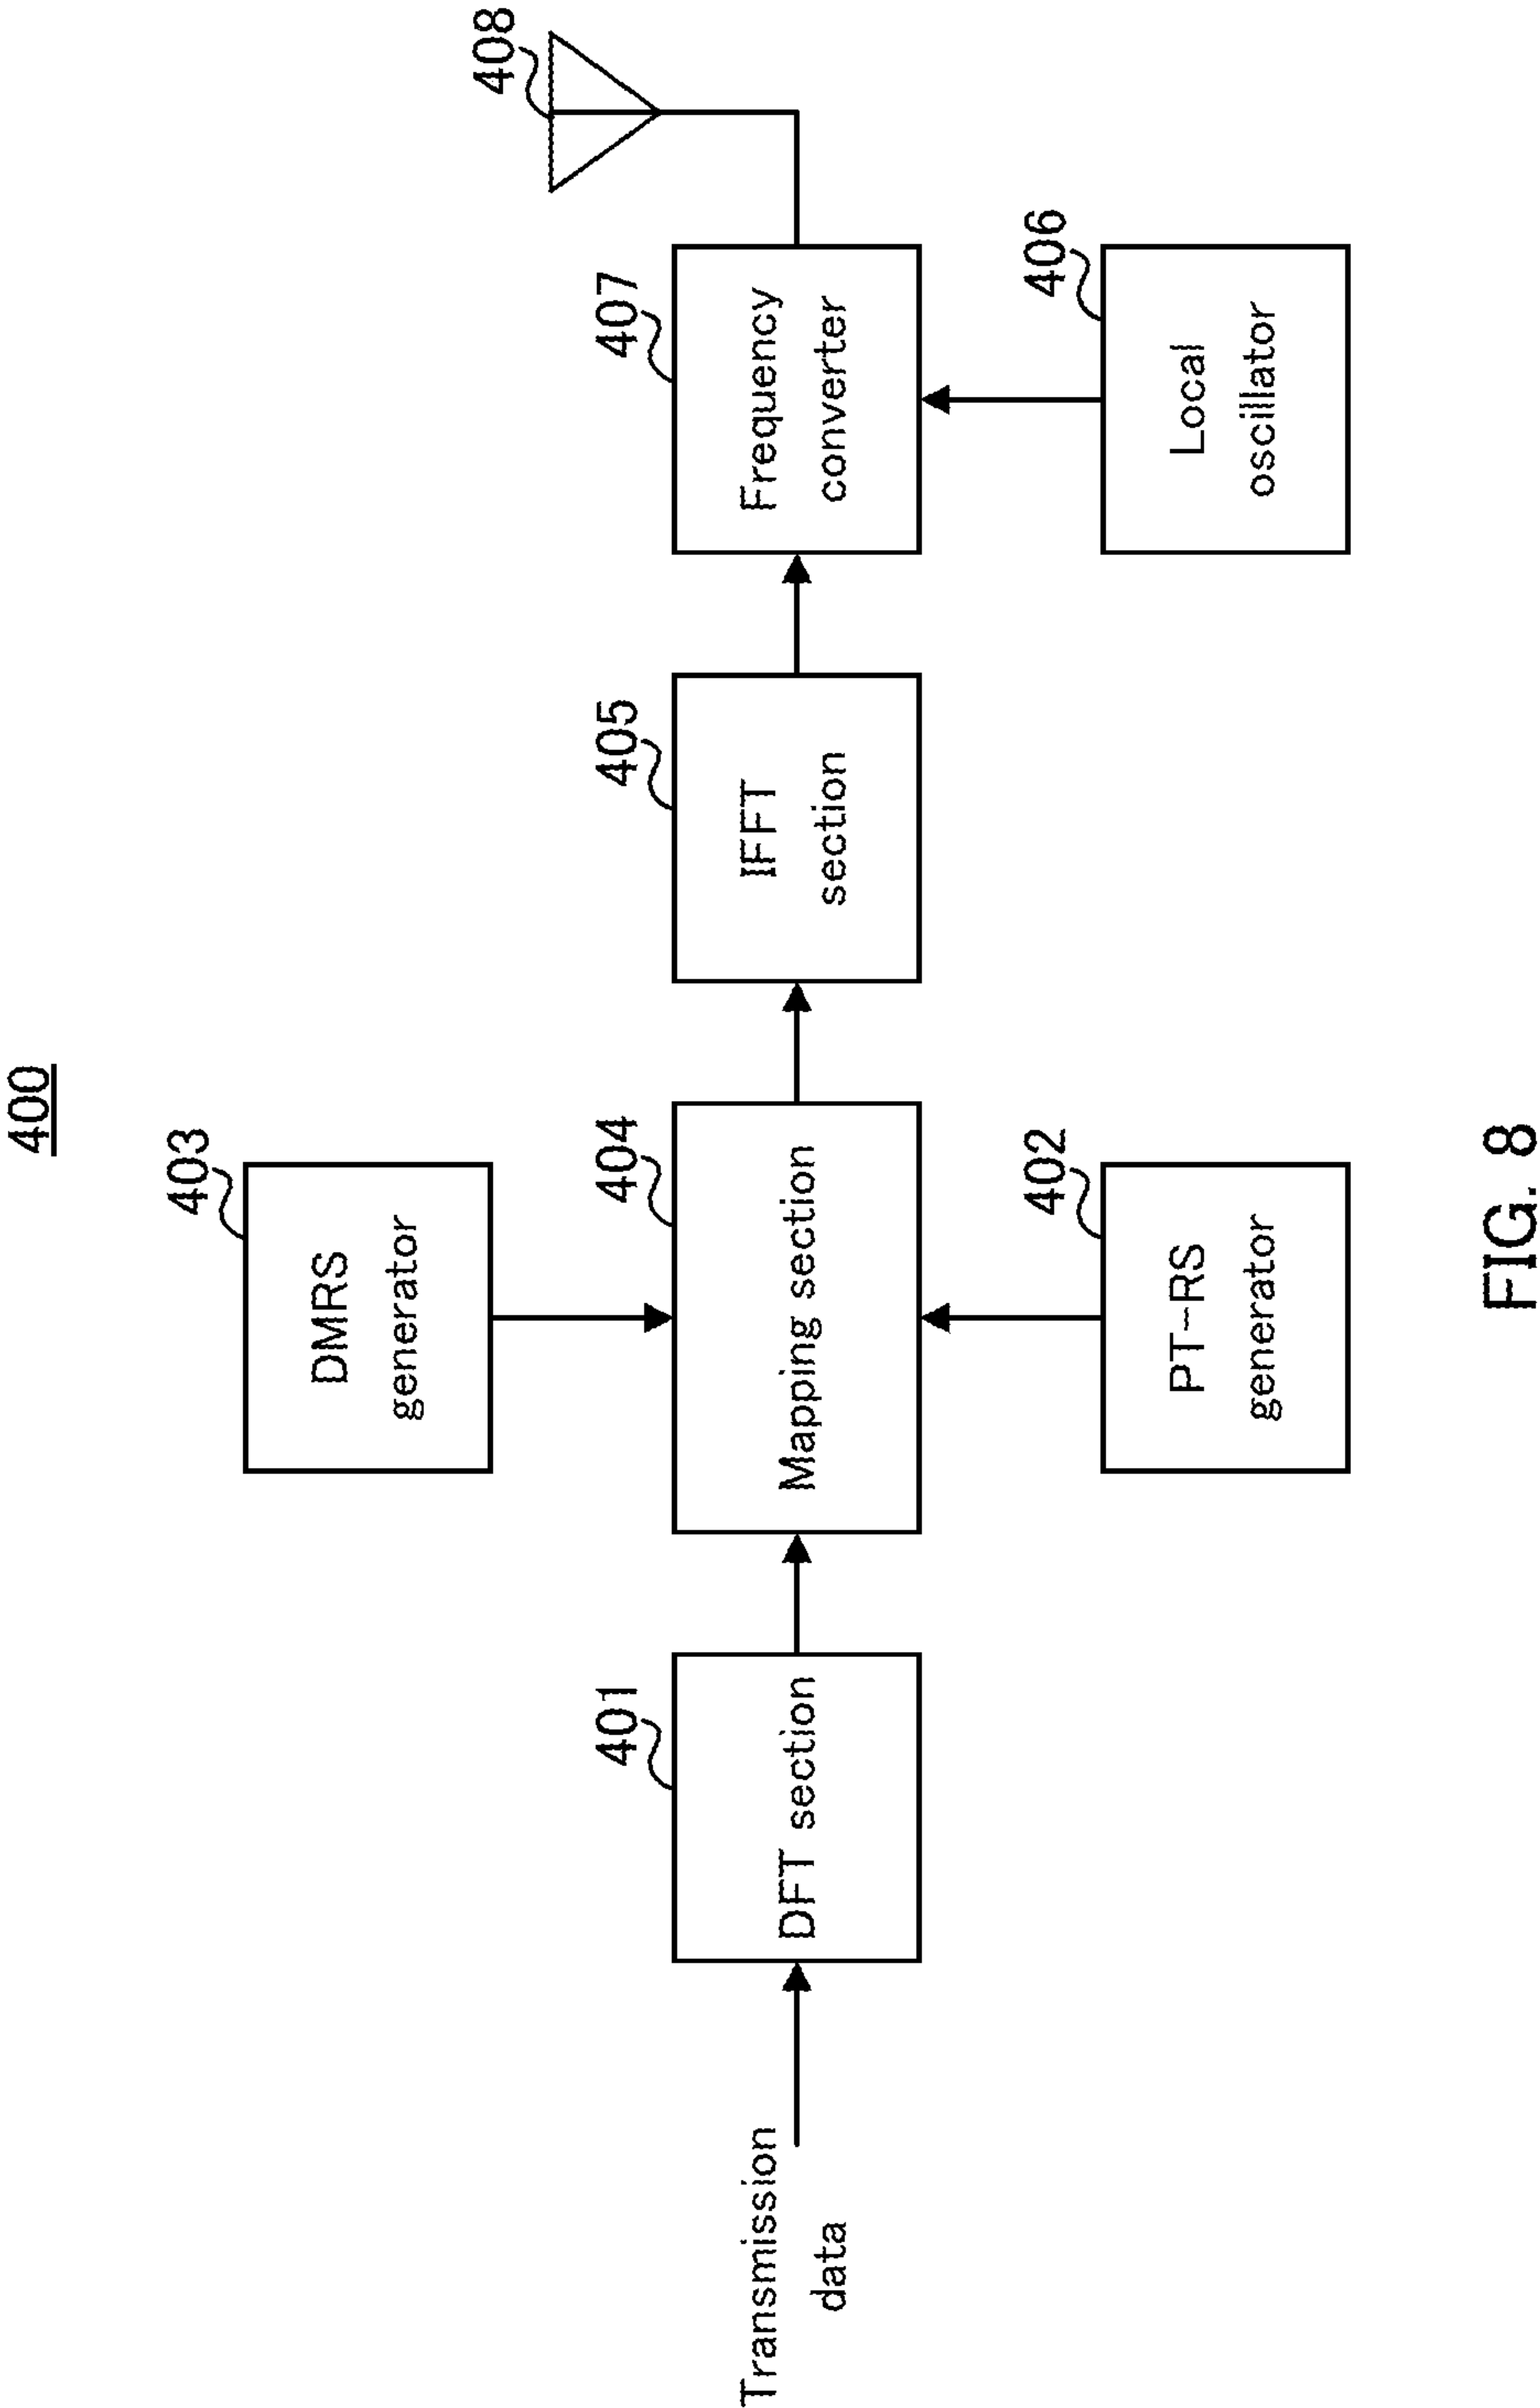 400
403
DMRS
generator
408
401
404
405
407
Transmission
data
DFT section
Mapping section
IFFT
section
Frequency
converter
402
406
PT-RS
generator
Local
oscillator
FIG. 8